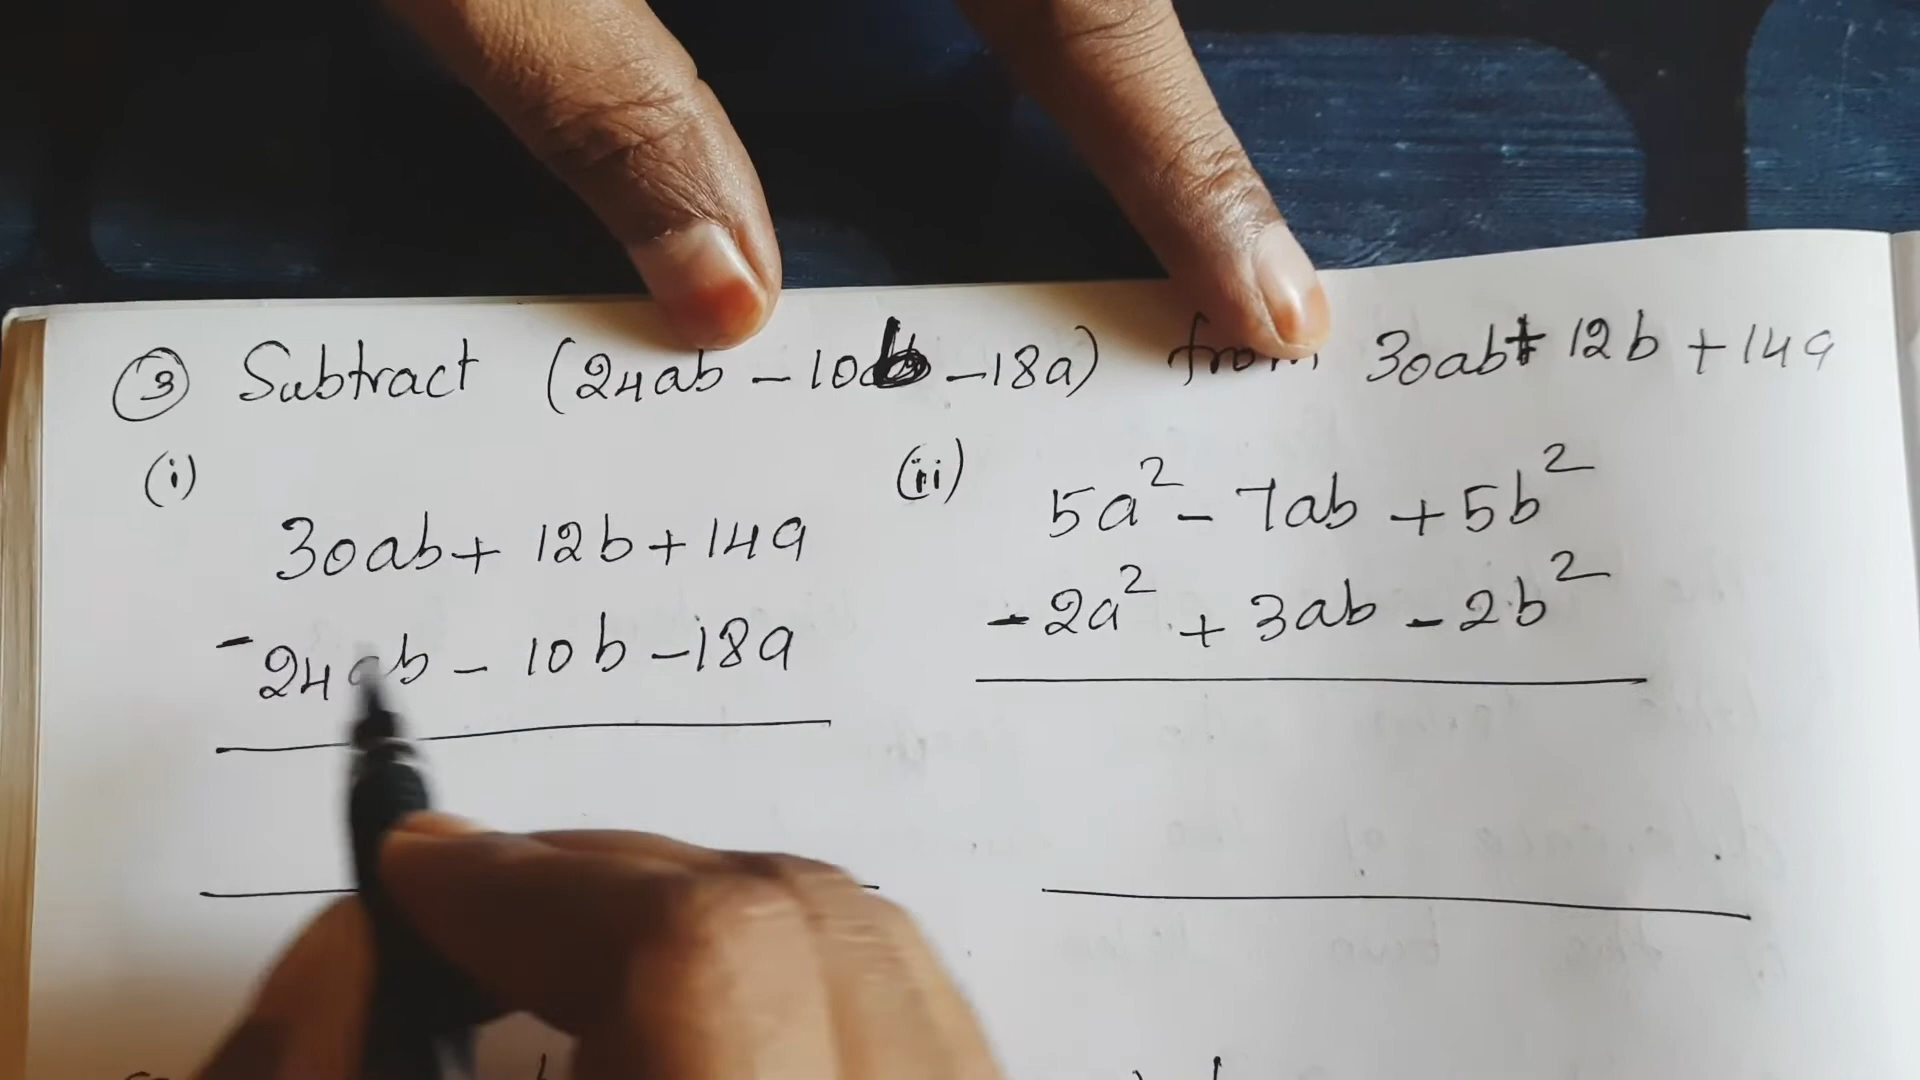 ③ Subtract (24ab - 10b - 18a) from 30ab + 12b + 14a
(i)
30ab + 12b + 14a
- 24ab - 10b - 18a
(ii)
5a² - 7ab + 5b²
- 2a² + 3ab - 2b²